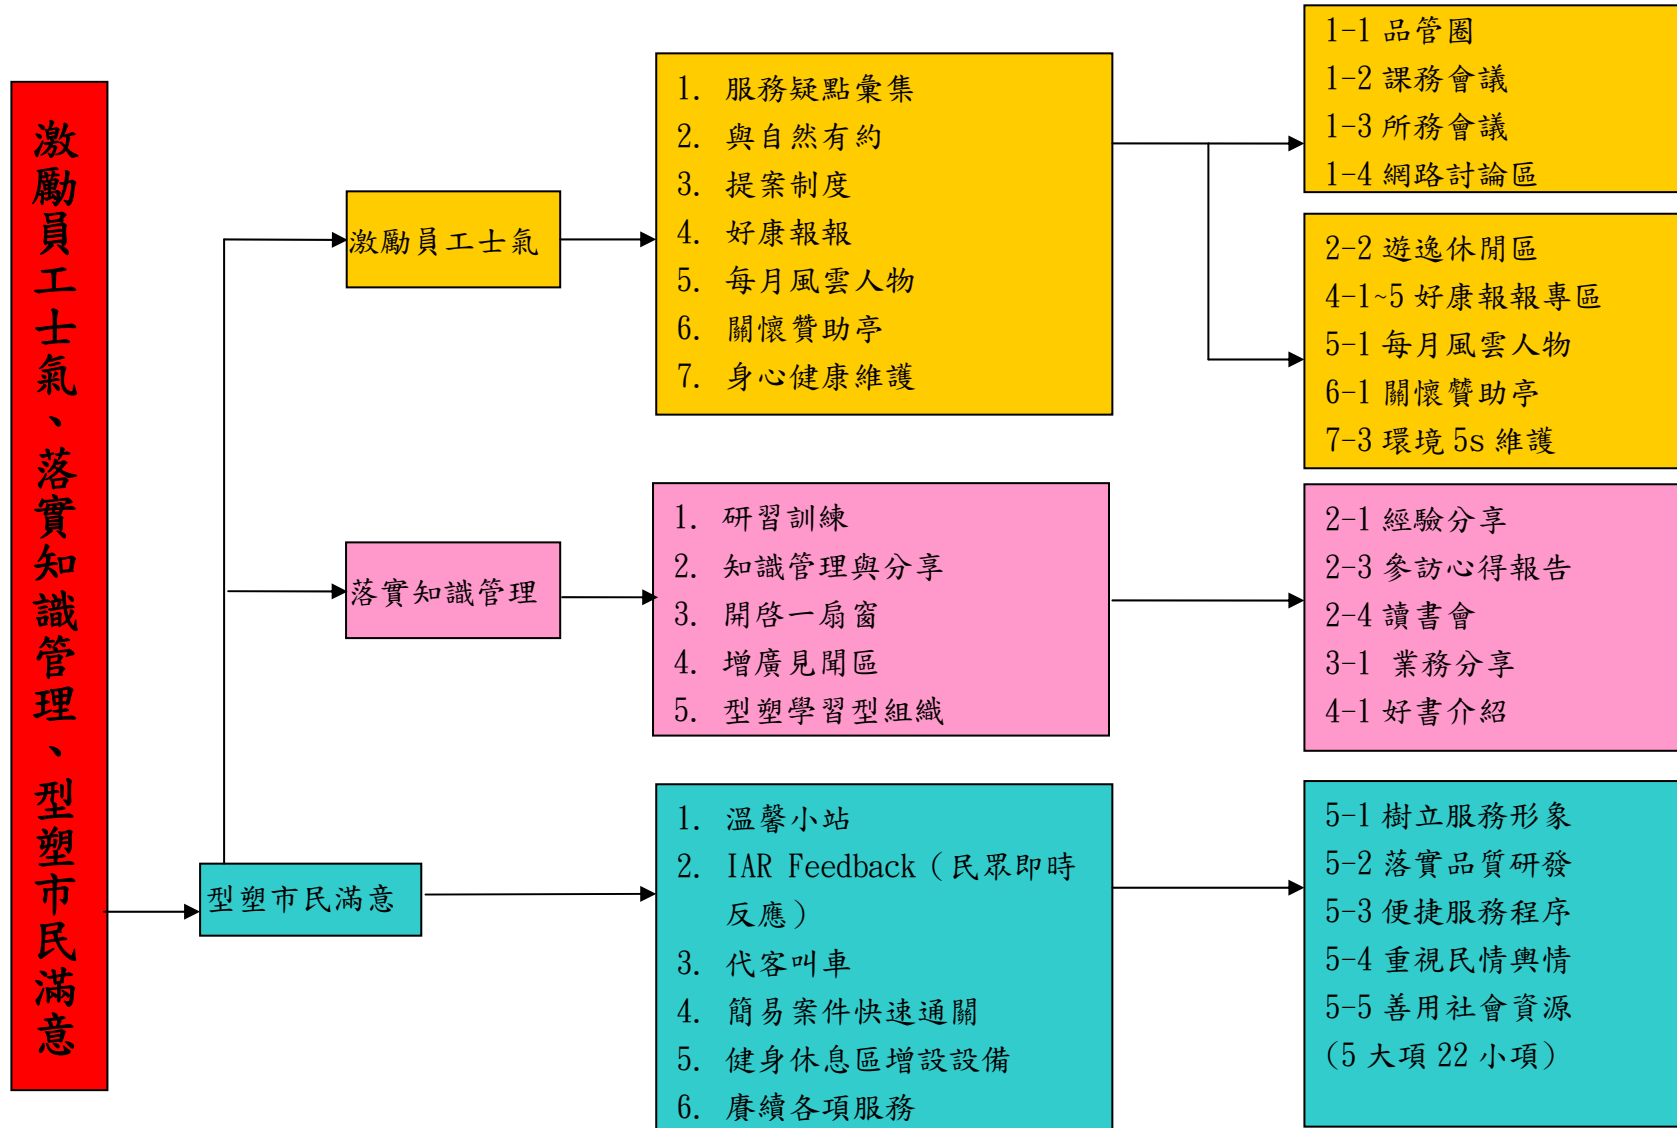 激勵員工士氣、落實知識管理、型塑市民滿意
激勵員工士氣
1. 服務疑點彙集
2. 與自然有約
3. 提案制度
4. 好康報報
5. 每月風雲人物
6. 關懷贊助亭
7. 身心健康維護
1-1 品管圈
1-2 課務會議
1-3 所務會議
1-4 網路討論區
2-2 遊逸休閒區
4-1~5 好康報報專區
5-1 每月風雲人物
6-1 關懷贊助亭
7-3 環境 5s 維護
落實知識管理
1. 研習訓練
2. 知識管理與分享
3. 開啓一扇窗
4. 增廣見聞區
5. 型塑學習型組織
2-1 經驗分享
2-3 參訪心得報告
2-4 讀書會
3-1 業務分享
4-1 好書介紹
型塑市民滿意
1. 溫馨小站
2. IAR Feedback（民眾即時
反應）
3. 代客叫車
4. 簡易案件快速通關
5. 健身休息區增設設備
6. 賡續各項服務
5-1 樹立服務形象
5-2 落實品質研發
5-3 便捷服務程序
5-4 重視民情輿情
5-5 善用社會資源
(5 大項 22 小項)